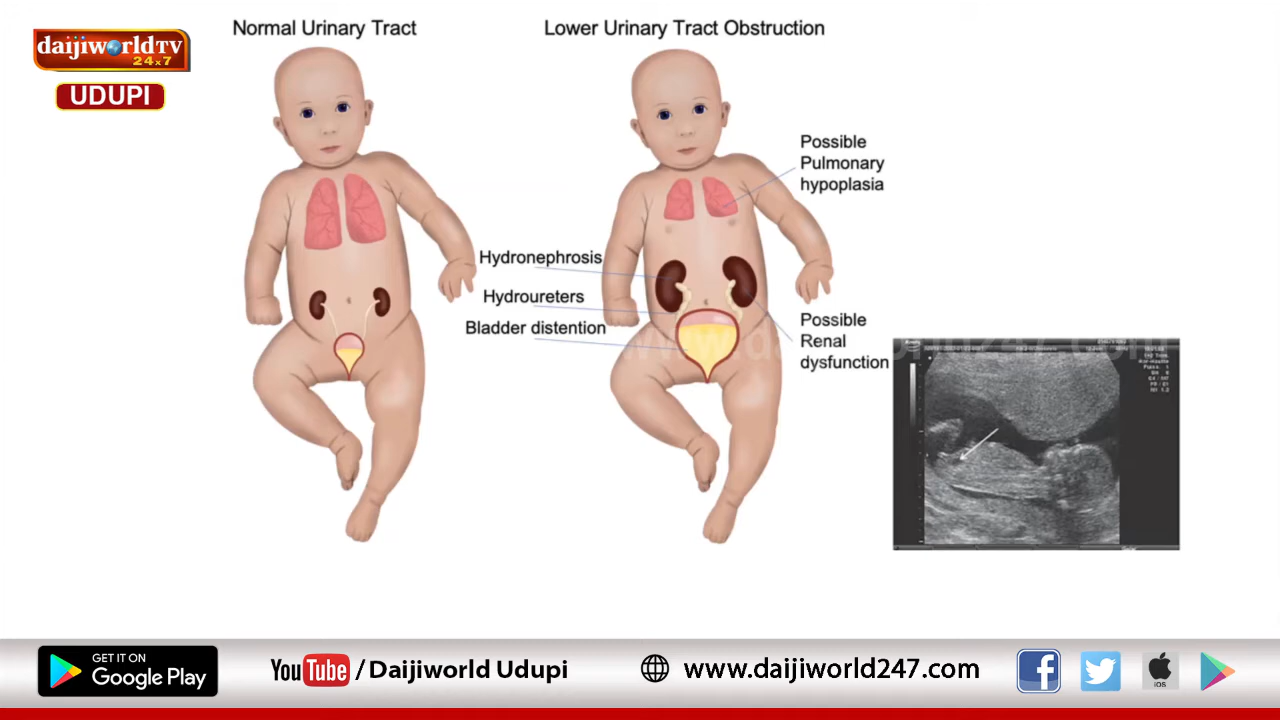 daijiworldTV
24x7
UDUPI
Normal Urinary Tract
Lower Urinary Tract Obstruction
Possible
Pulmonary
hypoplasia
Hydronephrosis
Hydroureters
Bladder distention
Possible
Renal
dysfunction
GET IT ON
Google Play
YouTube / Daijiworld Udupi
www.daijiworld247.com
iOS